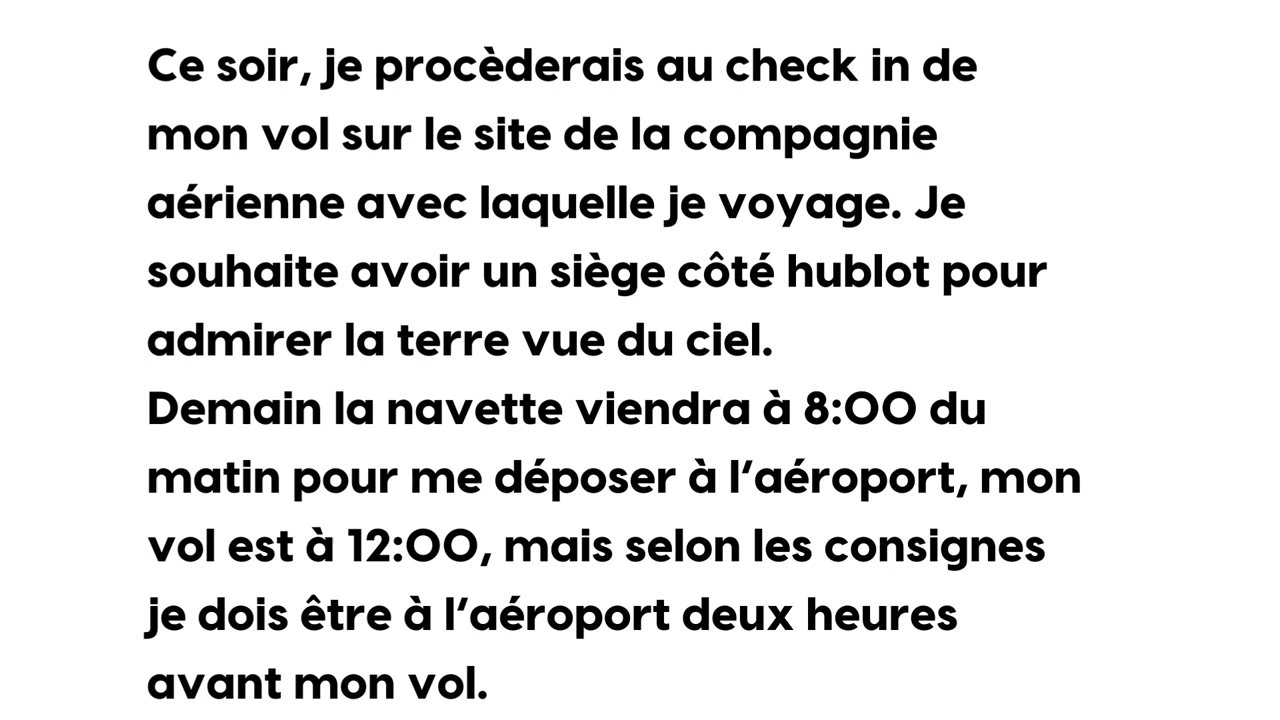 Ce soir, je procèderais au check in de
mon vol sur le site de la compagnie
aérienne avec laquelle je voyage. Je
souhaite avoir un siège côté hublot pour
admirer la terre vue du ciel.
Demain la navette viendra à 8:00 du
matin pour me déposer à l’aéroport, mon
vol est à 12:00, mais selon les consignes
je dois être à l’aéroport deux heures
avant mon vol.